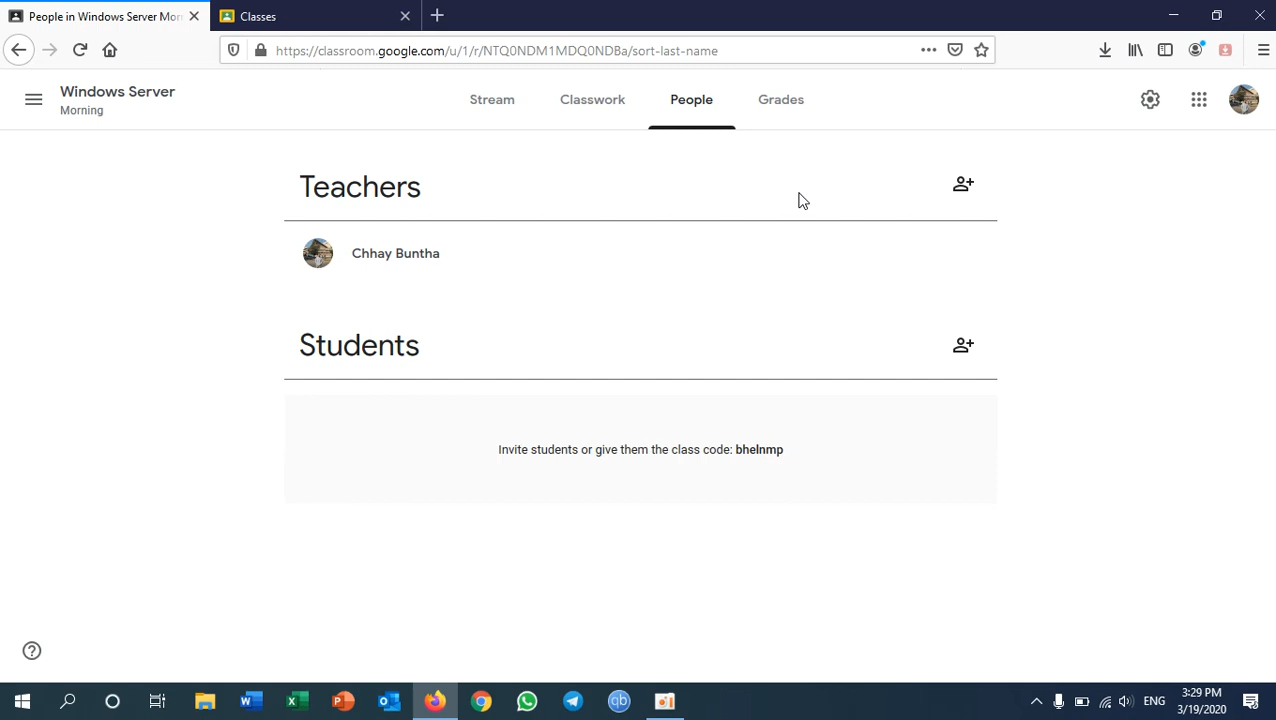 People in Windows Server Mor
Classes
https://classroom.google.com/u/1/r/NTQ0NDM1MDQ0NDBa/sort-last-name
Windows Server
Morning
Stream
Classwork
People
Grades
Teachers
Chhay Buntha
Students
Invite students or give them the class code: bhelnmp
ENG
3:29 PM
3/19/2020